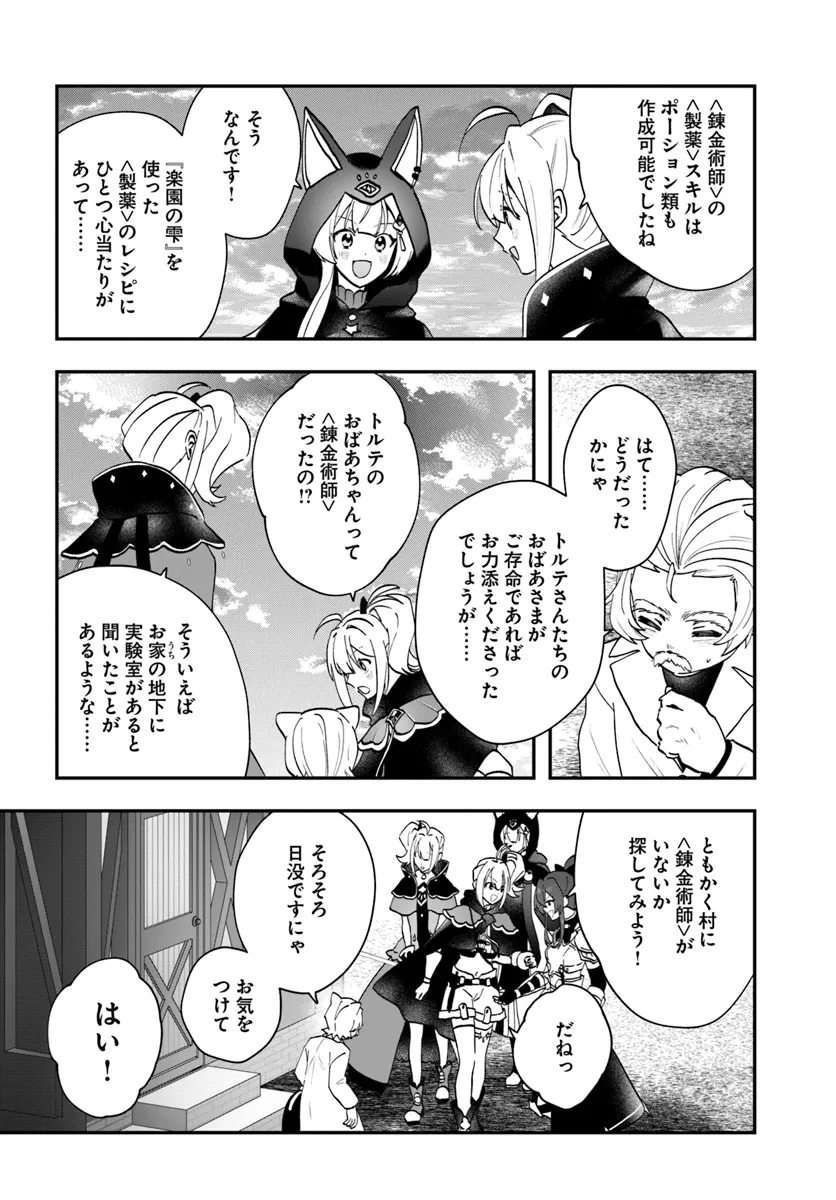 <錬金術師>の
<製薬>スキルは
ポーション類も
作成可能でしたね
そう
なんです!
『楽園の雫』を
使った
<製薬>のレシピに
ひとつ心当たりが
あって……
はて……
どうだった
かにゃ
トルテさんたちの
おばあさまが
ご存命であれば
お力添えくださった
でしょうが……
トルテの
おばあちゃんって
<錬金術師>
だったの!?
そういえば
お家の地下に
うち
実験室があると
聞いたことが
あるような……
ともかく村に
<錬金術師>が
いないか
探してみよう!
だねっ
そろそろ
日没ですにゃ
お気を
つけて
はい!